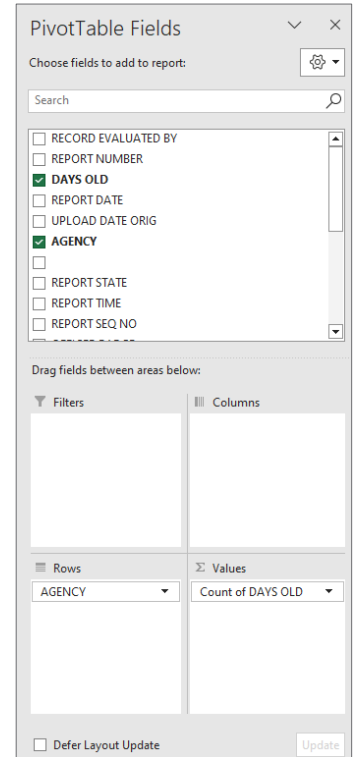 PivotTable Fields
Choose fields to add to report:
Search
RECORD EVALUATED BY
REPORT NUMBER
DAYS OLD
REPORT DATE
UPLOAD DATE ORIG
AGENCY
REPORT STATE
REPORT TIME
REPORT SEQ NO
Drag fields between areas below:
Filters
Columns
Rows
Σ Values
AGENCY
Count of DAYS OLD
Defer Layout Update
Update